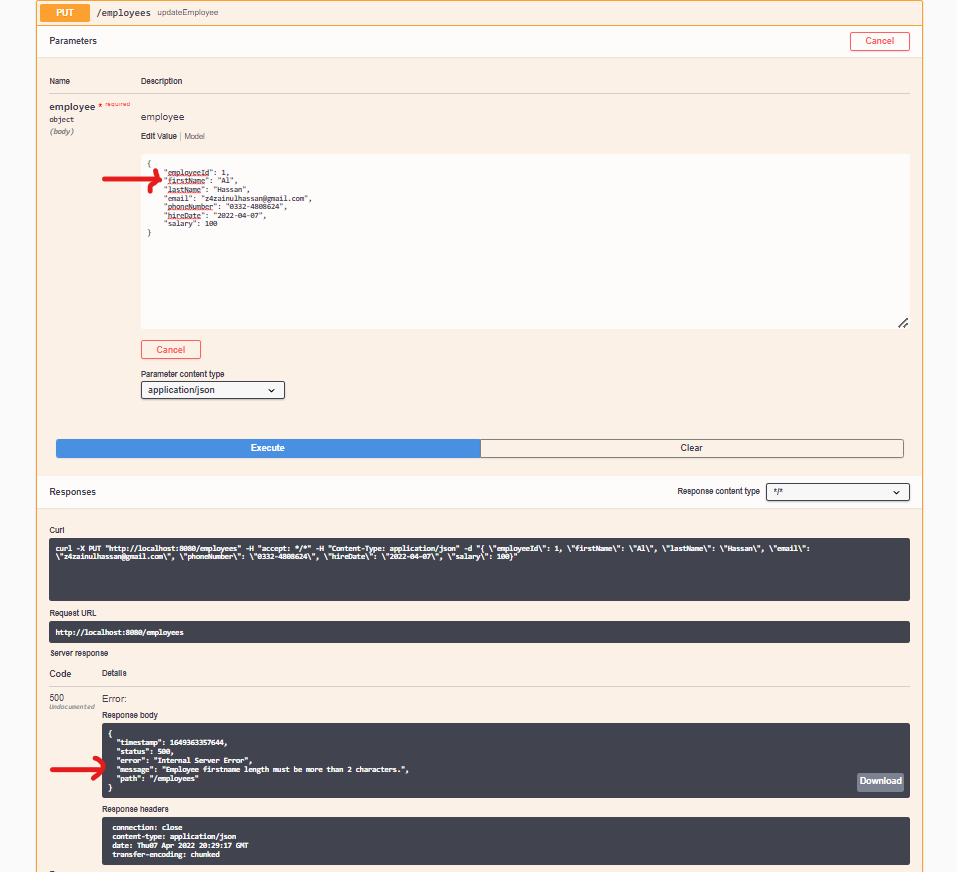 PUT /employees updateEmployee
Parameters
Cancel
Name Description
employee * required
object
(body)
employee
Edit Value | Model
{
"employeeId": 1,
"firstName": "Al",
"lastName": "Hassan",
"email": "z4zainulhassan@gmail.com",
"phoneNumber": "0332-4808624",
"hireDate": "2022-04-07",
"salary": 100
}
Cancel
Parameter content type
application/json
Execute Clear
Responses Response content type */*
Curl
curl -X PUT "http://localhost:8080/employees" -H "accept: */*" -H "Content-Type: application/json" -d "{ \"employeeId\": 1, \"firstName\": \"Al\", \"lastName\": \"Hassan\", \"email\":
\"z4zainulhassan@gmail.com\", \"phoneNumber\": \"0332-4808624\", \"hireDate\": \"2022-04-07\", \"salary\": 100}"
Request URL
http://localhost:8080/employees
Server response
Code Details
500 Error:
Undocumented
Response body
{
"timestamp": 1649363357644,
"status": 500,
"error": "Internal Server Error",
"message": "Employee firstname length must be more than 2 characters.",
"path": "/employees"
}
Download
Response headers
connection: close
content-type: application/json
date: Thu07 Apr 2022 20:29:17 GMT
transfer-encoding: chunked